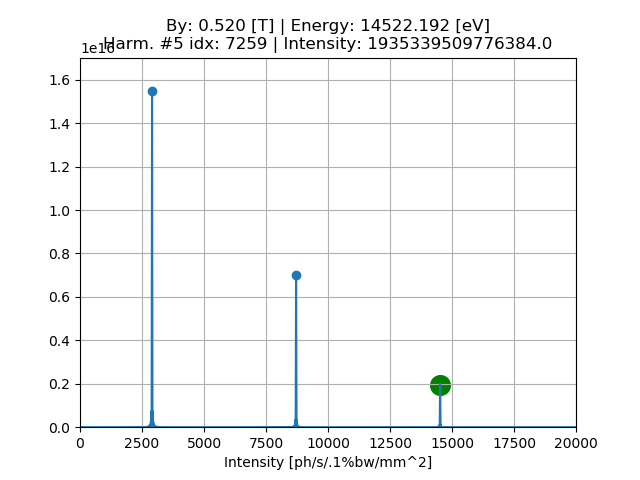 By: 0.520 [T] | Energy: 14522.192 [eV]
Harm. #5 idx: 7259 | Intensity: 1935339509776384.0
1e16
1.6
1.4
1.2
1.0
0.8
0.6
0.4
0.2
0.0
0 2500 5000 7500 10000 12500 15000 17500 20000
Intensity [ph/s/.1%bw/mm^2]